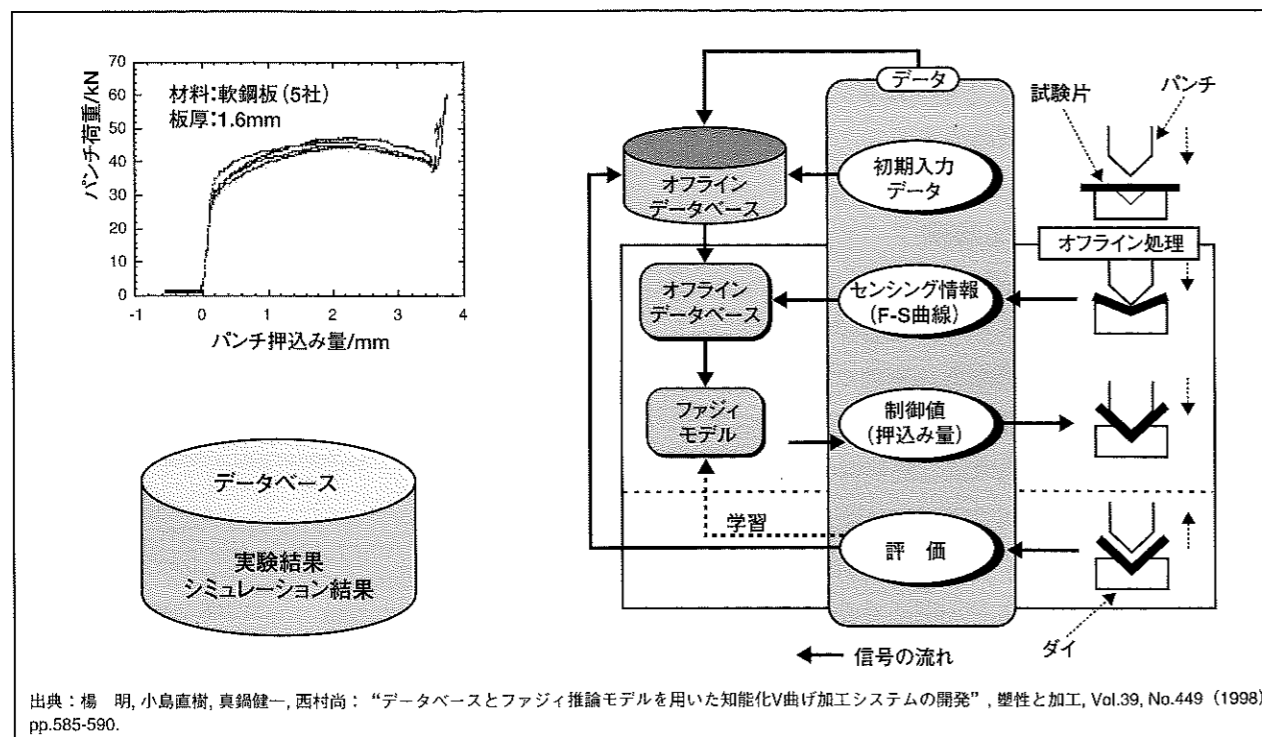 パンチ荷重/kN
70
60
50
40
30
20
10
0
-1
0
1
2
3
4
パンチ押込み量/mm
材料:軟鋼板(5社)
板厚:1.6mm
データベース
実験結果
シミュレーション結果
データ
オフライン
データベース
初期入力
データ
試験片
パンチ
オフライン処理
オフライン
データベース
センシング情報
(F-S曲線)
ファジィ
モデル
制御値
(押込み量)
学習
評 価
ダイ
信号の流れ
出典:楊 明, 小島直樹, 真鍋健一, 西村尚: “データベースとファジィ推論モデルを用いた知能化V曲げ加工システムの開発”, 塑性と加工, Vol.39, No.449 (1998)
pp.585-590.